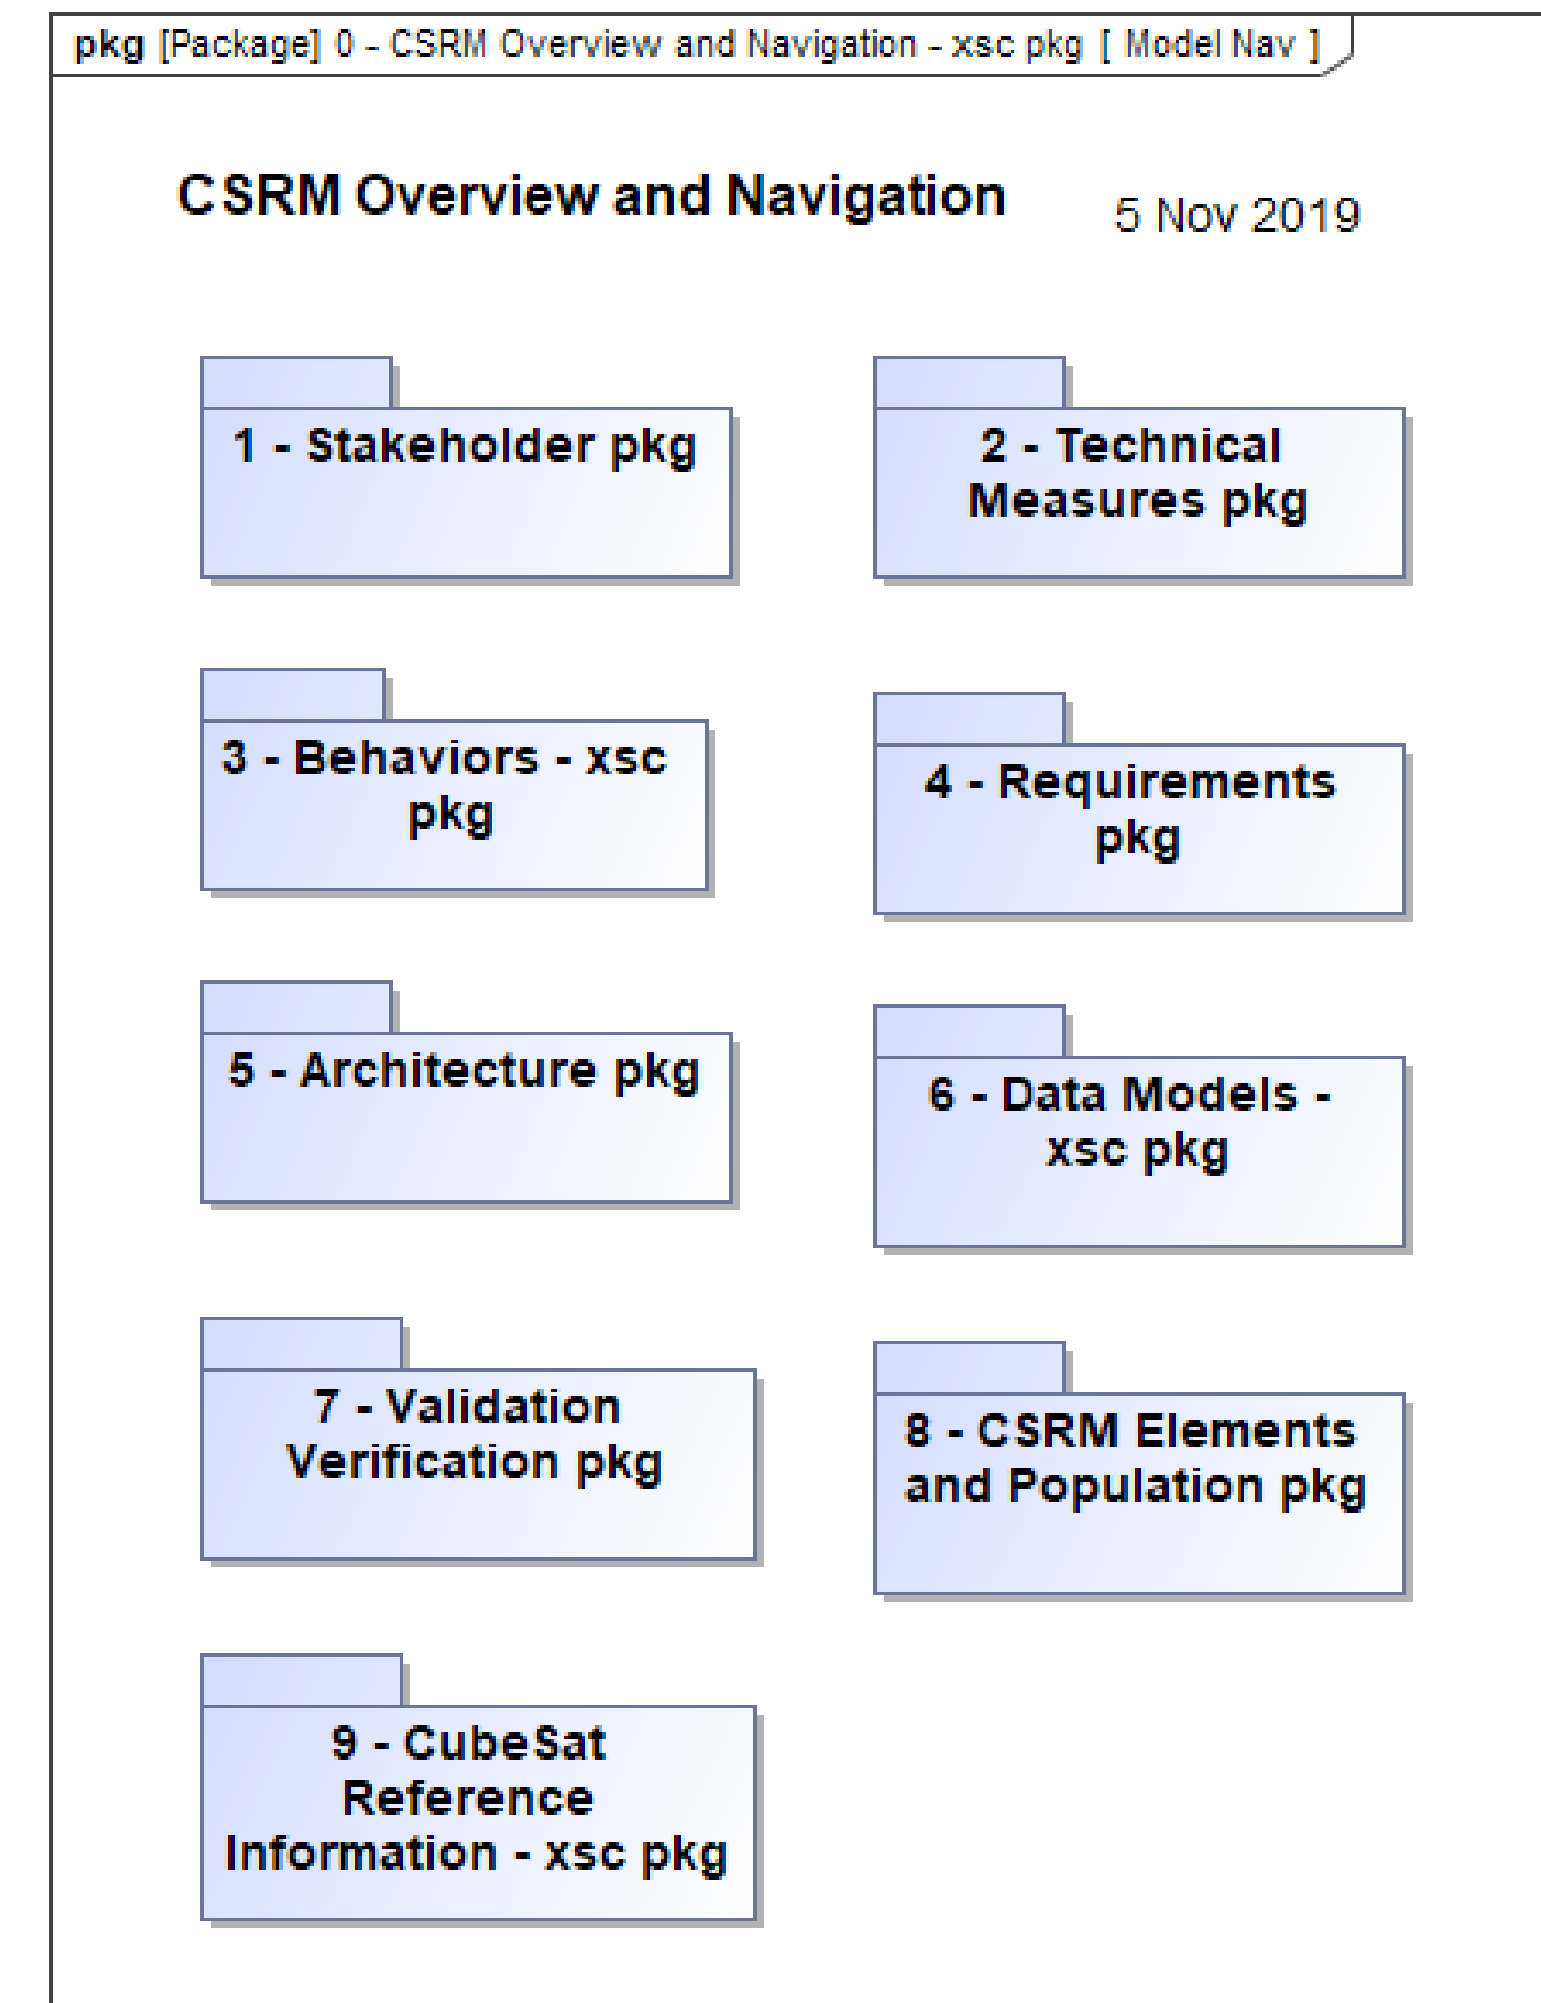 pkg [Package] 0 - CSRM Overview and Navigation - xsc pkg [ Model Nav ]
CSRM Overview and Navigation
5 Nov 2019
1 - Stakeholder pkg
2 - Technical
Measures pkg
3 - Behaviors - xsc
pkg
4 - Requirements
pkg
5 - Architecture pkg
6 - Data Models -
xsc pkg
7 - Validation
Verification pkg
8 - CSRM Elements
and Population pkg
9 - CubeSat
Reference
Information - xsc pkg